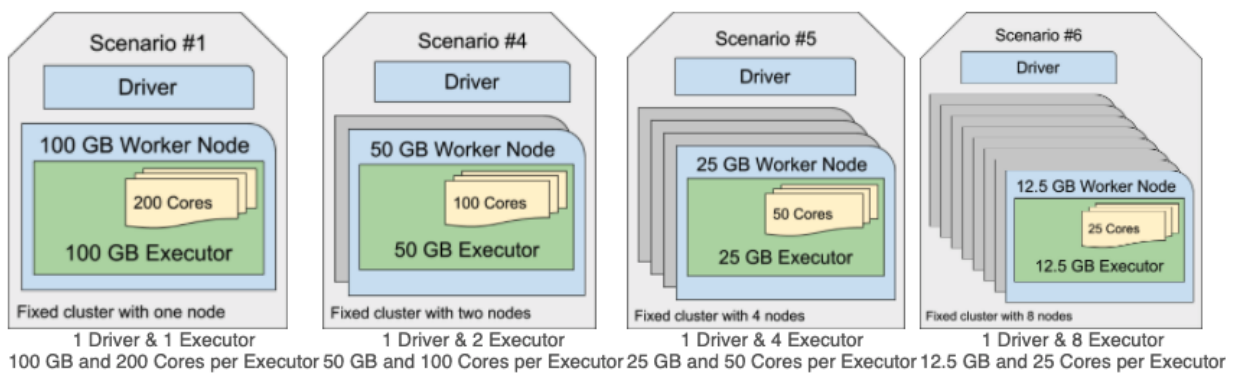 Scenario #1
Driver
100 GB Worker Node
200 Cores
100 GB Executor
Fixed cluster with one node
1 Driver & 1 Executor
100 GB and 200 Cores per Executor
Scenario #4
Driver
50 GB Worker Node
100 Cores
50 GB Executor
Fixed cluster with two nodes
1 Driver & 2 Executor
50 GB and 100 Cores per Executor
Scenario #5
Driver
25 GB Worker Node
50 Cores
25 GB Executor
Fixed cluster with 4 nodes
1 Driver & 4 Executor
25 GB and 50 Cores per Executor
Scenario #6
Driver
12.5 GB Worker Node
25 Cores
12.5 GB Executor
Fixed cluster with 8 nodes
1 Driver & 8 Executor
12.5 GB and 25 Cores per Executor